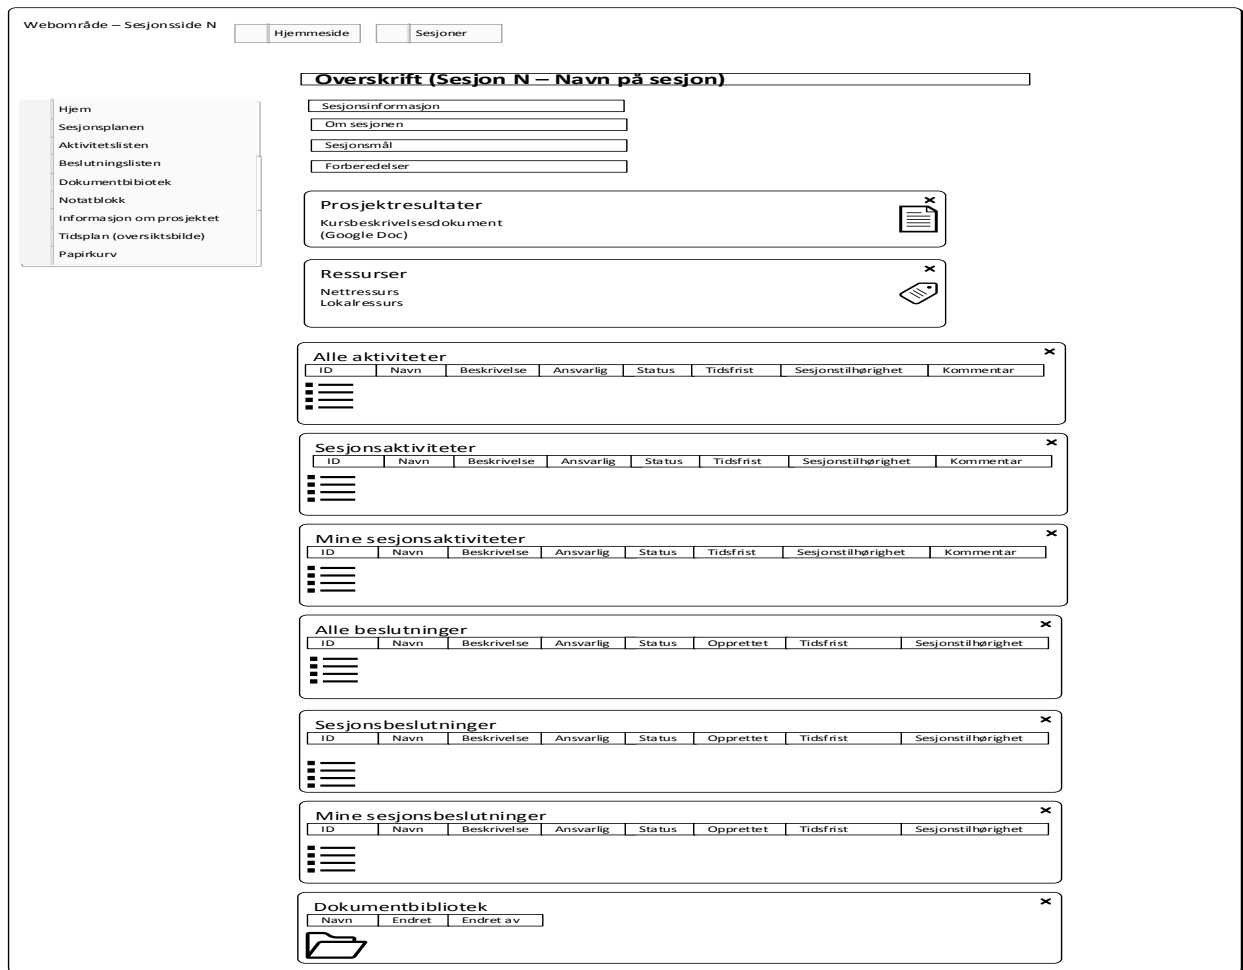 Webområde – Sesjonsside N
Hjemmeside
Sesjoner
Overskrift (Sesjon N – Navn på sesjon)
Hjem
Sesjonsplanen
Aktivitetslisten
Beslutningslisten
Dokumentbibiotek
Notatblokk
Informasjon om prosjektet
Tidsplan (oversiktsbilde)
Papirkurv
Sesjonsinformasjon
Om sesjonen
Sesjonsmål
Forberedelser
Prosjektresultater
Kursbeskrivelsesdokument
(Google Doc)
Ressurser
Nettressurs
Lokalressurs
Alle aktiviteter
ID Navn Beskrivelse Ansvarlig Status Tidsfrist Sesjonstilhørighet Kommentar
Sesjonsaktiviteter
ID Navn Beskrivelse Ansvarlig Status Tidsfrist Sesjonstilhørighet Kommentar
Mine sesjonsaktiviteter
ID Navn Beskrivelse Ansvarlig Status Tidsfrist Sesjonstilhørighet Kommentar
Alle beslutninger
ID Navn Beskrivelse Ansvarlig Status Opprettet Tidsfrist Sesjonstilhørighet
Sesjonsbeslutninger
ID Navn Beskrivelse Ansvarlig Status Opprettet Tidsfrist Sesjonstilhørighet
Mine sesjonsbeslutninger
ID Navn Beskrivelse Ansvarlig Status Opprettet Tidsfrist Sesjonstilhørighet
Dokumentbibliotek
Navn Endret Endret av